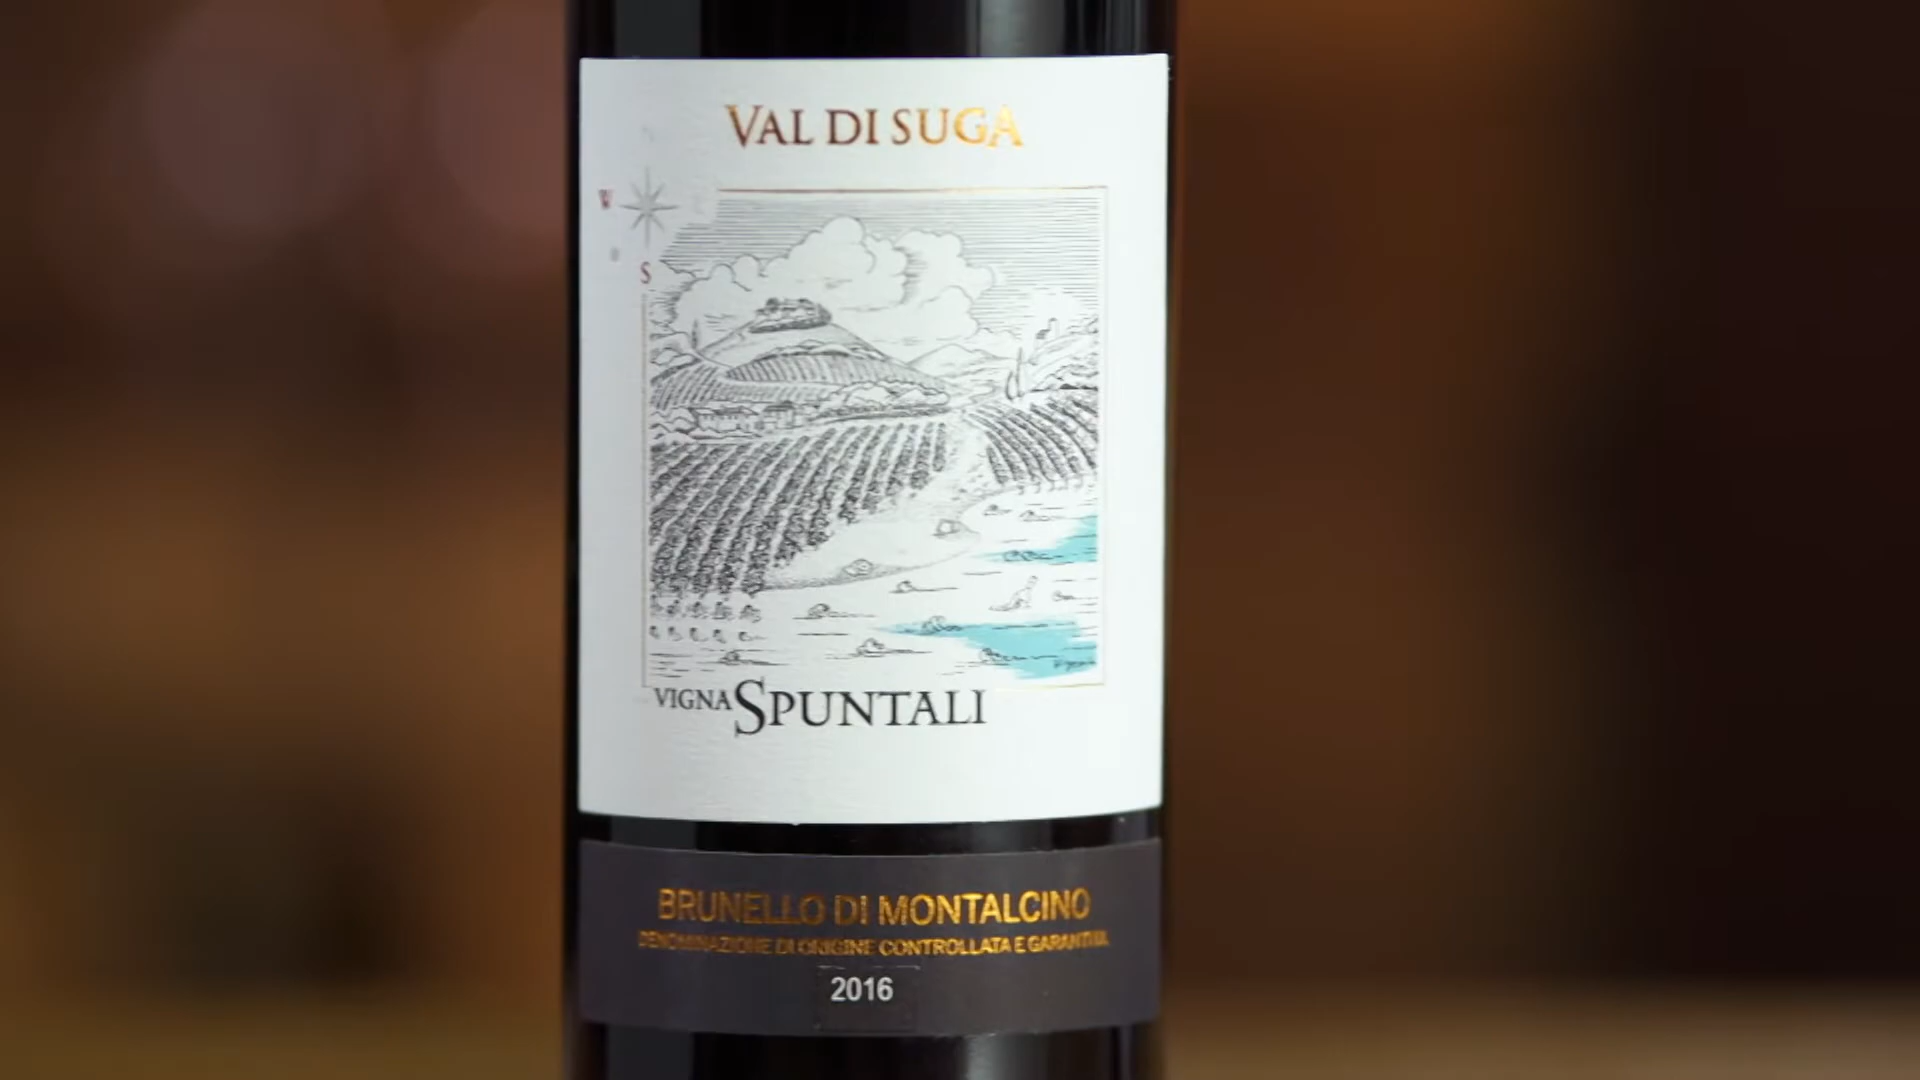 VAL DI SUGA
W
S
VIGNA SPUNTALI
BRUNELLO DI MONTALCINO
DENOMINAZIONE DI ORIGINE CONTROLLATA E GARANTITA
2016